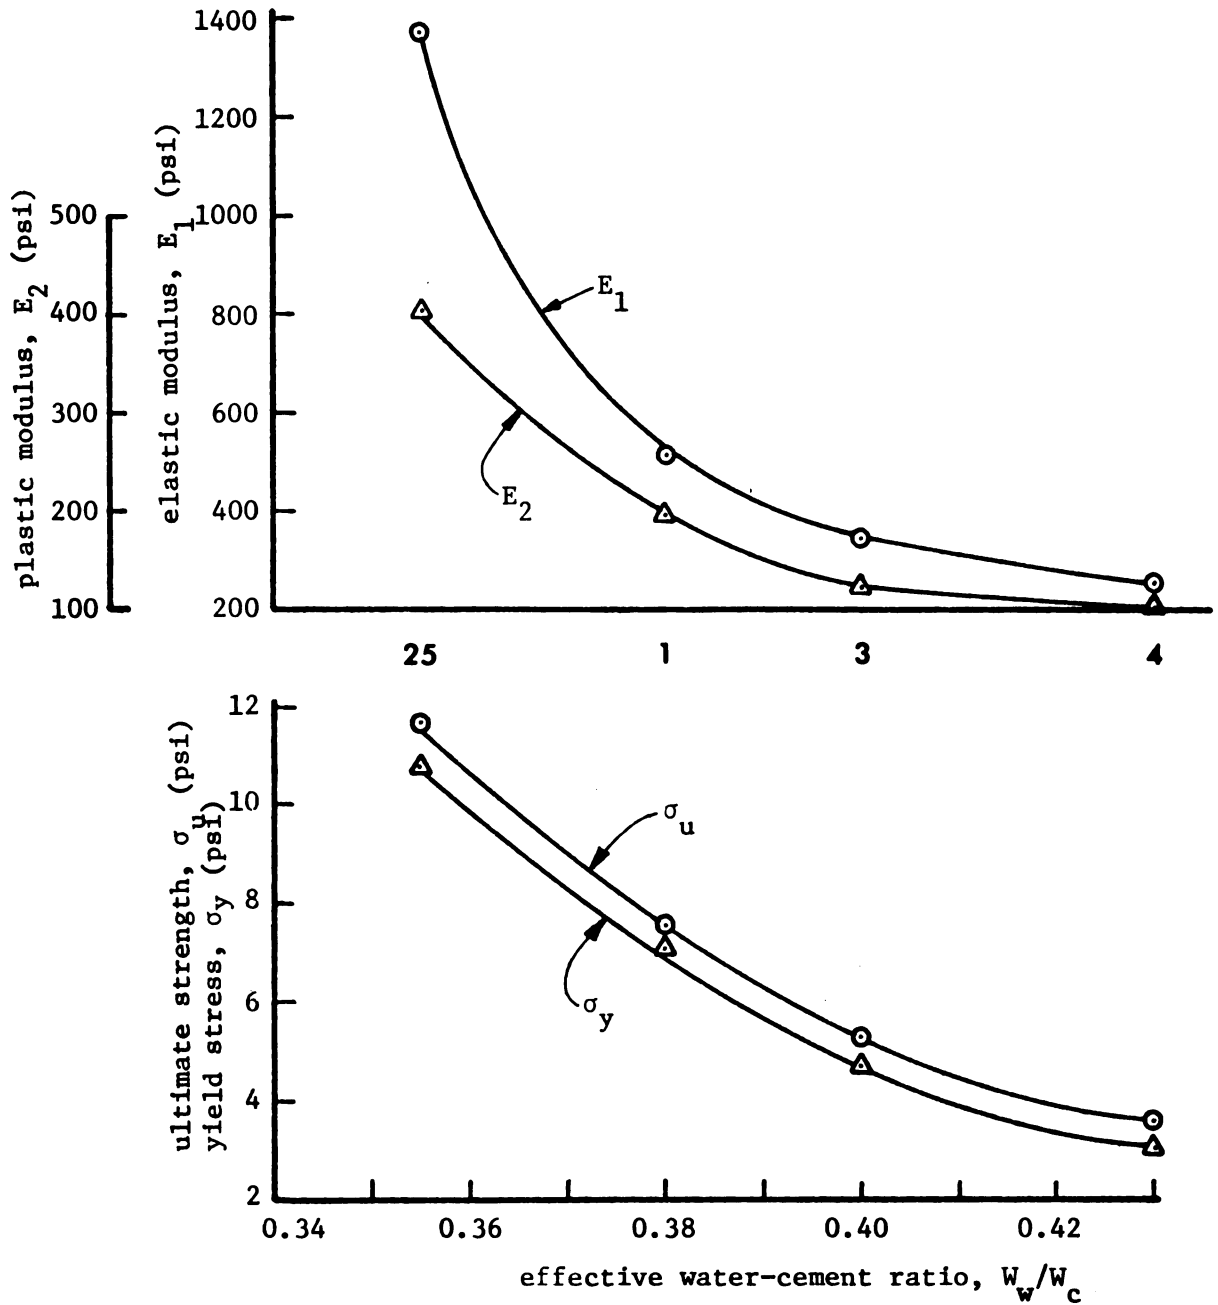 plastic modulus, E2 (psi)
500
400
300
200
100
elastic modulus, E1 (psi)
1400
1200
1000
800
600
400
200
E1
E2
25 1 3 4
ultimate strength, σu (psi)
yield stress, σy (psi)
12
10
8
6
4
2
σu
σy
0.34 0.36 0.38 0.40 0.42
effective water-cement ratio, Ww/Wc